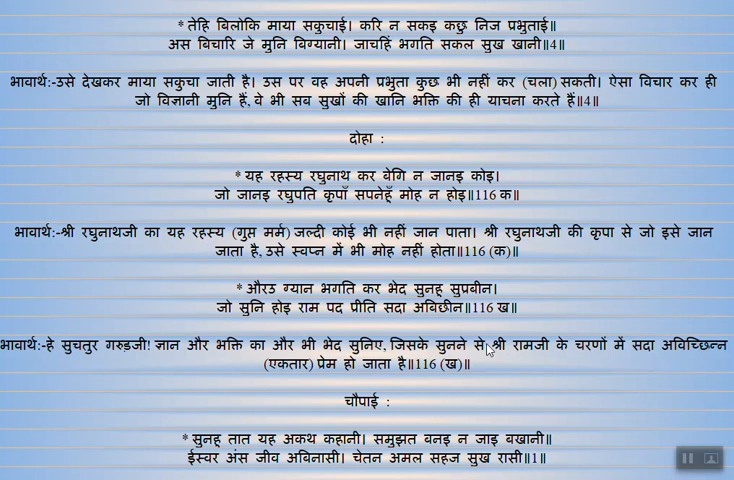 * तेहि बिलोकि माया सकुचाई। करि न सकइ कछु निज प्रभुताई॥
अस बिचारि जे मुनि बिग्यानी। जाचहिं भगति सकल सुख खानी॥4॥
भावार्थ:-उसे देखकर माया सकुचा जाती है। उस पर वह अपनी प्रभुता कुछ भी नहीं कर (चला) सकती। ऐसा विचार कर ही
जो विज्ञानी मुनि हैं, वे भी सब सुखों की खानि भक्ति की ही याचना करते हैं॥4॥
दोहा :
* यह रहस्य रघुनाथ कर बेगि न जानइ कोइ।
जो जानइ रघुपति कृपाँ सपनेहुँ मोह न होइ॥116 क॥
भावार्थ:-श्री रघुनाथजी का यह रहस्य (गुप्त मर्म) जल्दी कोई भी नहीं जान पाता। श्री रघुनाथजी की कृपा से जो इसे जान
जाता है, उसे स्वप्न में भी मोह नहीं होता॥116 (क)॥
* औरउ ग्यान भगति कर भेद सुनहु सुप्रबीन।
जो सुनि होइ राम पद प्रीति सदा अबिछीन॥116 ख॥
भावार्थ:-हे सुचतुर गरुड़जी! ज्ञान और भक्ति का और भी भेद सुनिए, जिसके सुनने से श्री रामजी के चरणों में सदा अविच्छिन्न
(एकतार) प्रेम हो जाता है॥116 (ख)॥
चौपाई :
* सुनहु तात यह अकथ कहानी। समुझत बनइ न जाइ बखानी॥
ईस्वर अंस जीव अबिनासी। चेतन अमल सहज सुख रासी॥1॥